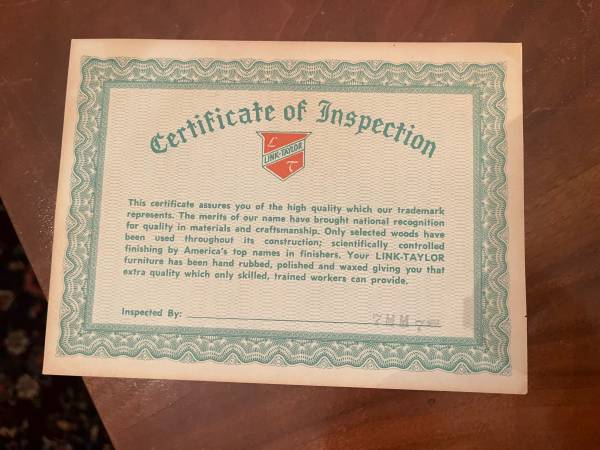 Certificate of Inspection
L
LINK-TAYLOR
T
This certificate assures you of the high quality which our trademark
represents. The merits of our name have brought national recognition
for quality in materials and craftsmanship. Only selected woods have
been used throughout its construction; scientifically controlled
finishing by America's top names in finishers. Your LINK-TAYLOR
furniture has been hand rubbed, polished and waxed giving you that
extra quality which only skilled, trained workers can provide.
Inspected By: